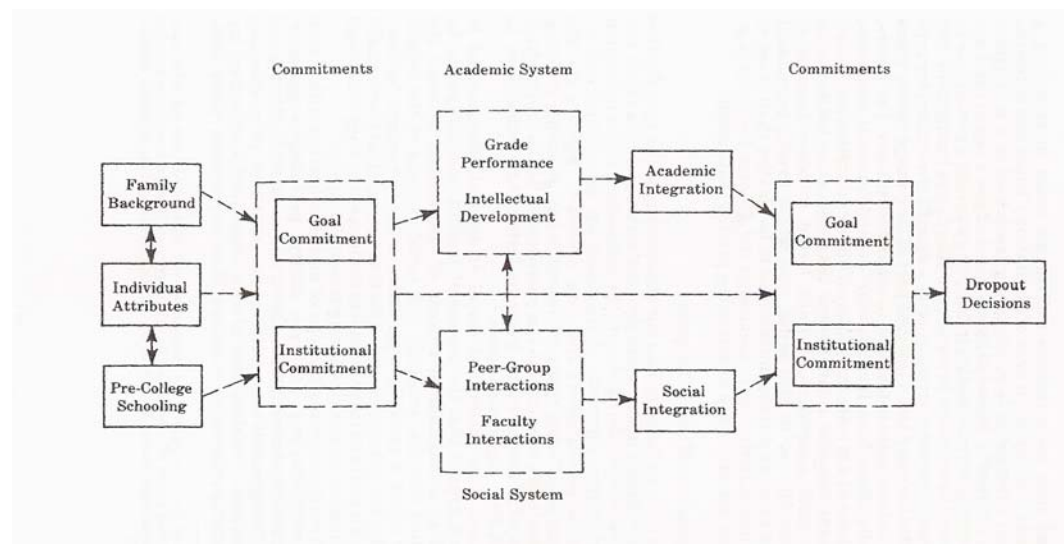 Commitments
Academic System
Commitments
Grade
Performance
Intellectual
Development
Family
Background
Academic
Integration
Goal
Commitment
Goal
Commitment
Individual
Attributes
Dropout
Decisions
Institutional
Commitment
Institutional
Commitment
Pre-College
Schooling
Peer-Group
Interactions
Faculty
Interactions
Social
Integration
Social System